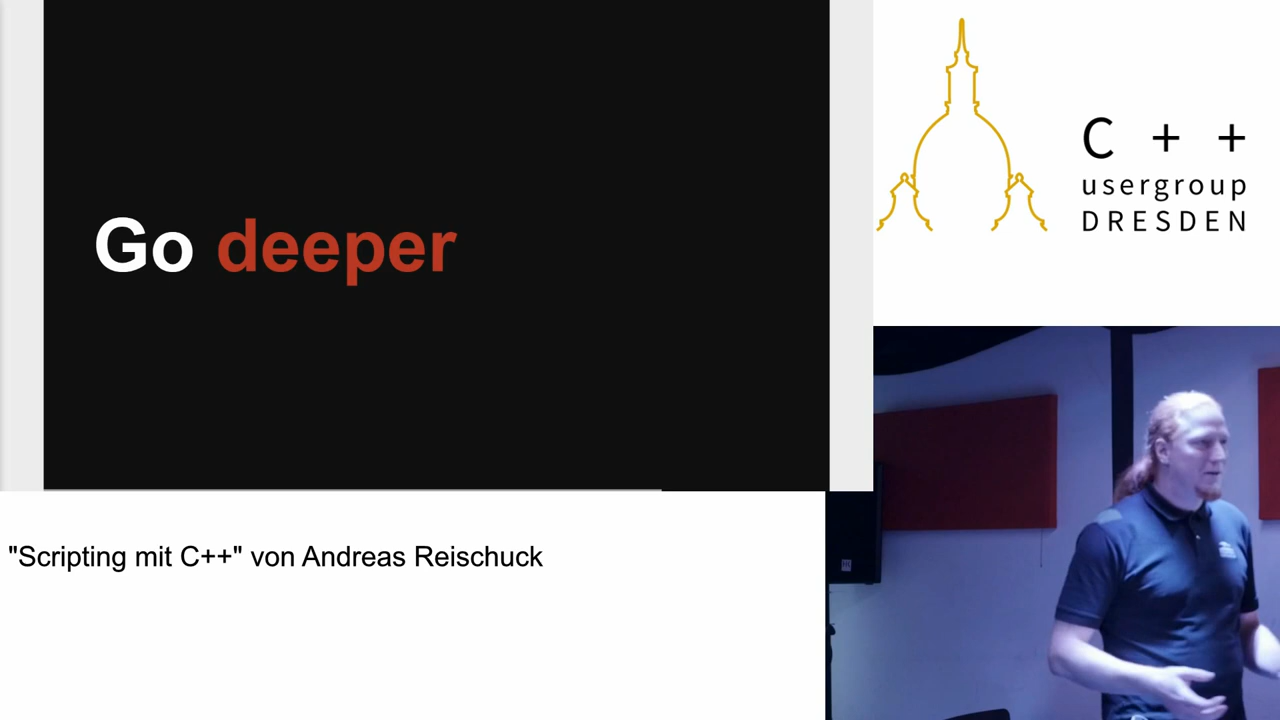 Go deeper
C + +
usergroup
DRESDEN
"Scripting mit C++" von Andreas Reischuck